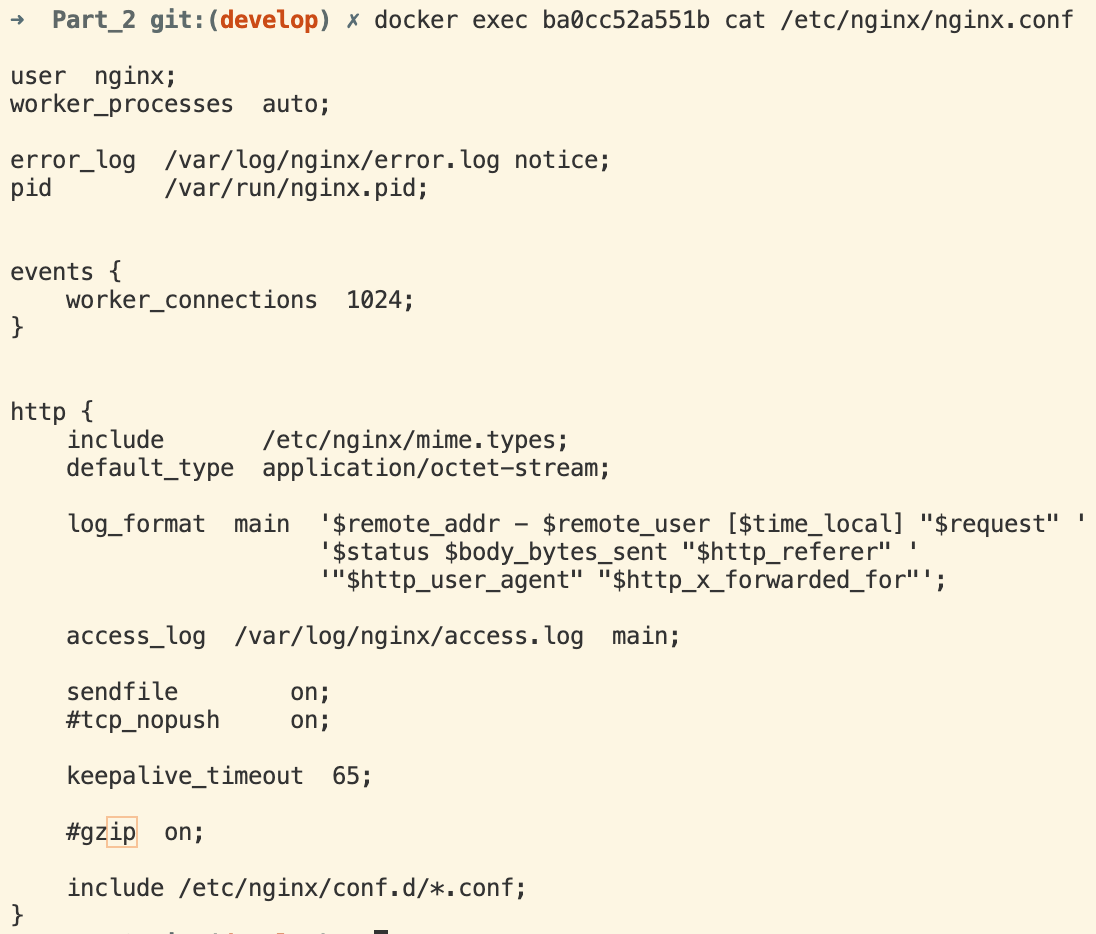 ➜  Part_2 git:(develop) ✗ docker exec ba0cc52a551b cat /etc/nginx/nginx.conf
user  nginx;
worker_processes  auto;
error_log  /var/log/nginx/error.log notice;
pid        /var/run/nginx.pid;
events {
    worker_connections  1024;
}
http {
    include       /etc/nginx/mime.types;
    default_type  application/octet-stream;
    log_format  main  '$remote_addr - $remote_user [$time_local] "$request" '
                      '$status $body_bytes_sent "$http_referer" '
                      '"$http_user_agent" "$http_x_forwarded_for"';
    access_log  /var/log/nginx/access.log  main;
    sendfile        on;
    #tcp_nopush     on;
    keepalive_timeout  65;
    #gzip  on;
    include /etc/nginx/conf.d/*.conf;
}